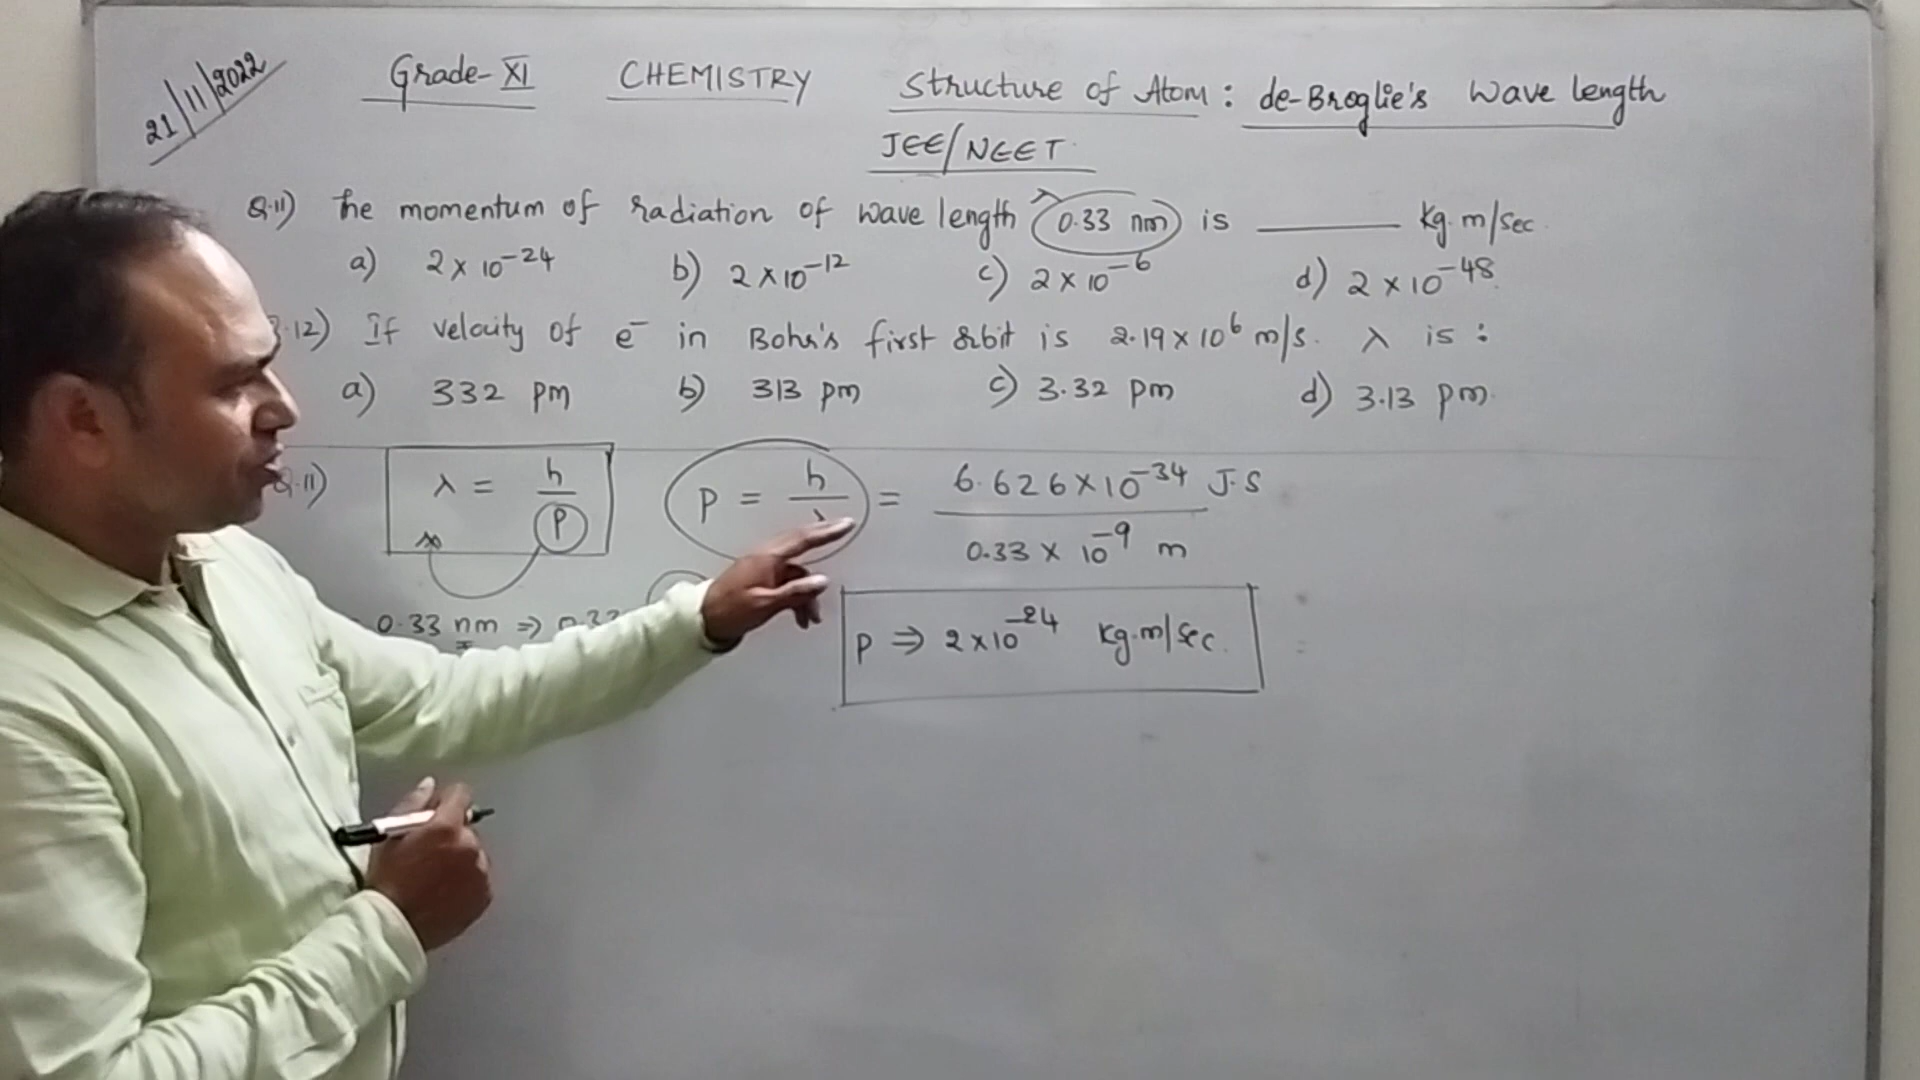 21/11/2022
Grade-XI CHEMISTRY Structure of Atom: de-Broglie's Wave length
JEE/NEET
Q.11) The momentum of radiation of wave length λ 0.33 nm is ______ Kg.m/sec.
a) 2 × 10⁻²⁴ b) 2 × 10⁻¹² c) 2 × 10⁻⁶ d) 2 × 10⁻⁴⁸
.12) If velocity of e⁻ in Bohr's first orbit is 2.19 × 10⁶ m/s. λ is :
a) 332 pm b) 313 pm c) 3.32 pm d) 3.13 pm
Q.11) λ = h/p P = h/λ = 6.626 × 10⁻³⁴ J.S / 0.33 × 10⁻⁹ m
0.33 nm ⇒ 0.33
P ⇒ 2 × 10⁻²⁴ Kg.m/sec.